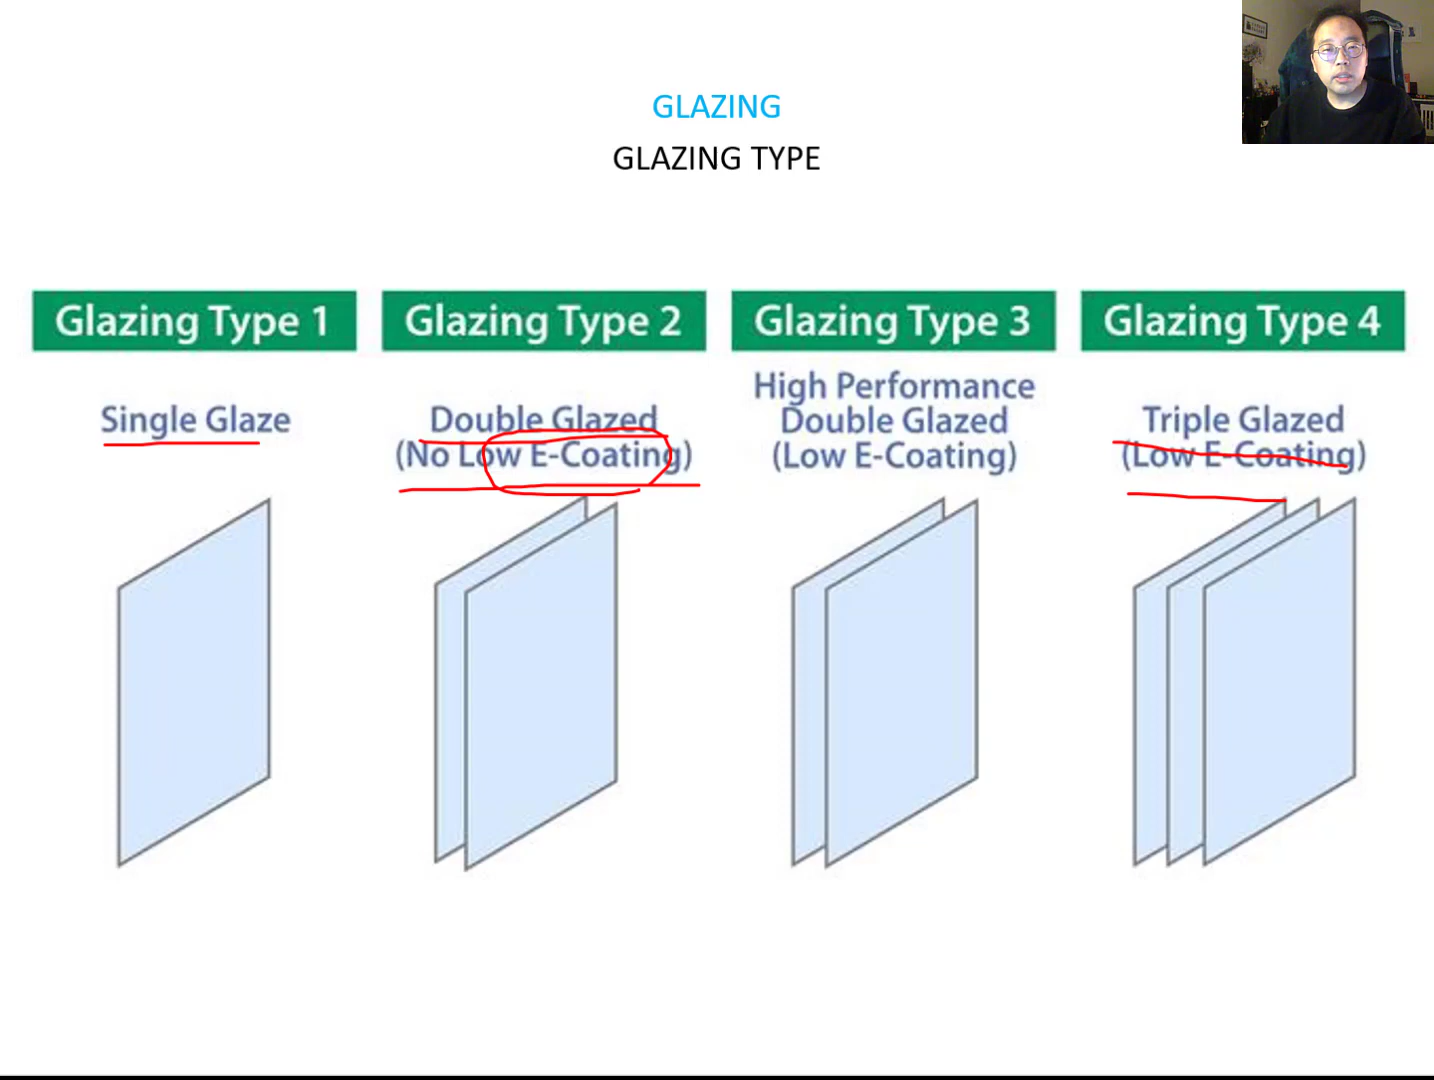 GLAZING
GLAZING TYPE
Glazing Type 1
Single Glaze
Glazing Type 2
Double Glazed
(No Low E-Coating)
Glazing Type 3
High Performance
Double Glazed
(Low E-Coating)
Glazing Type 4
Triple Glazed
(Low E-Coating)